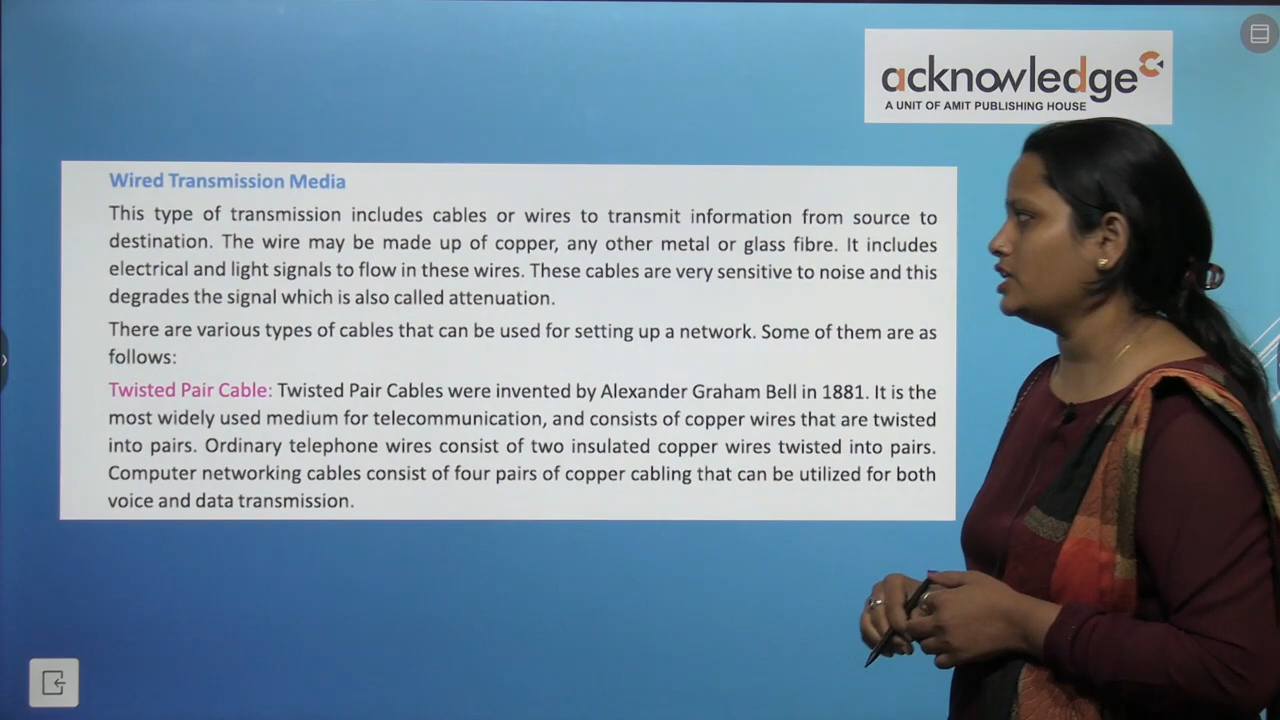 acknowledge
A UNIT OF AMIT PUBLISHING HOUSE
Wired Transmission Media
This type of transmission includes cables or wires to transmit information from source to
destination. The wire may be made up of copper, any other metal or glass fibre. It includes
electrical and light signals to flow in these wires. These cables are very sensitive to noise and this
degrades the signal which is also called attenuation.
There are various types of cables that can be used for setting up a network. Some of them are as
follows:
Twisted Pair Cable: Twisted Pair Cables were invented by Alexander Graham Bell in 1881. It is the
most widely used medium for telecommunication, and consists of copper wires that are twisted
into pairs. Ordinary telephone wires consist of two insulated copper wires twisted into pairs.
Computer networking cables consist of four pairs of copper cabling that can be utilized for both
voice and data transmission.